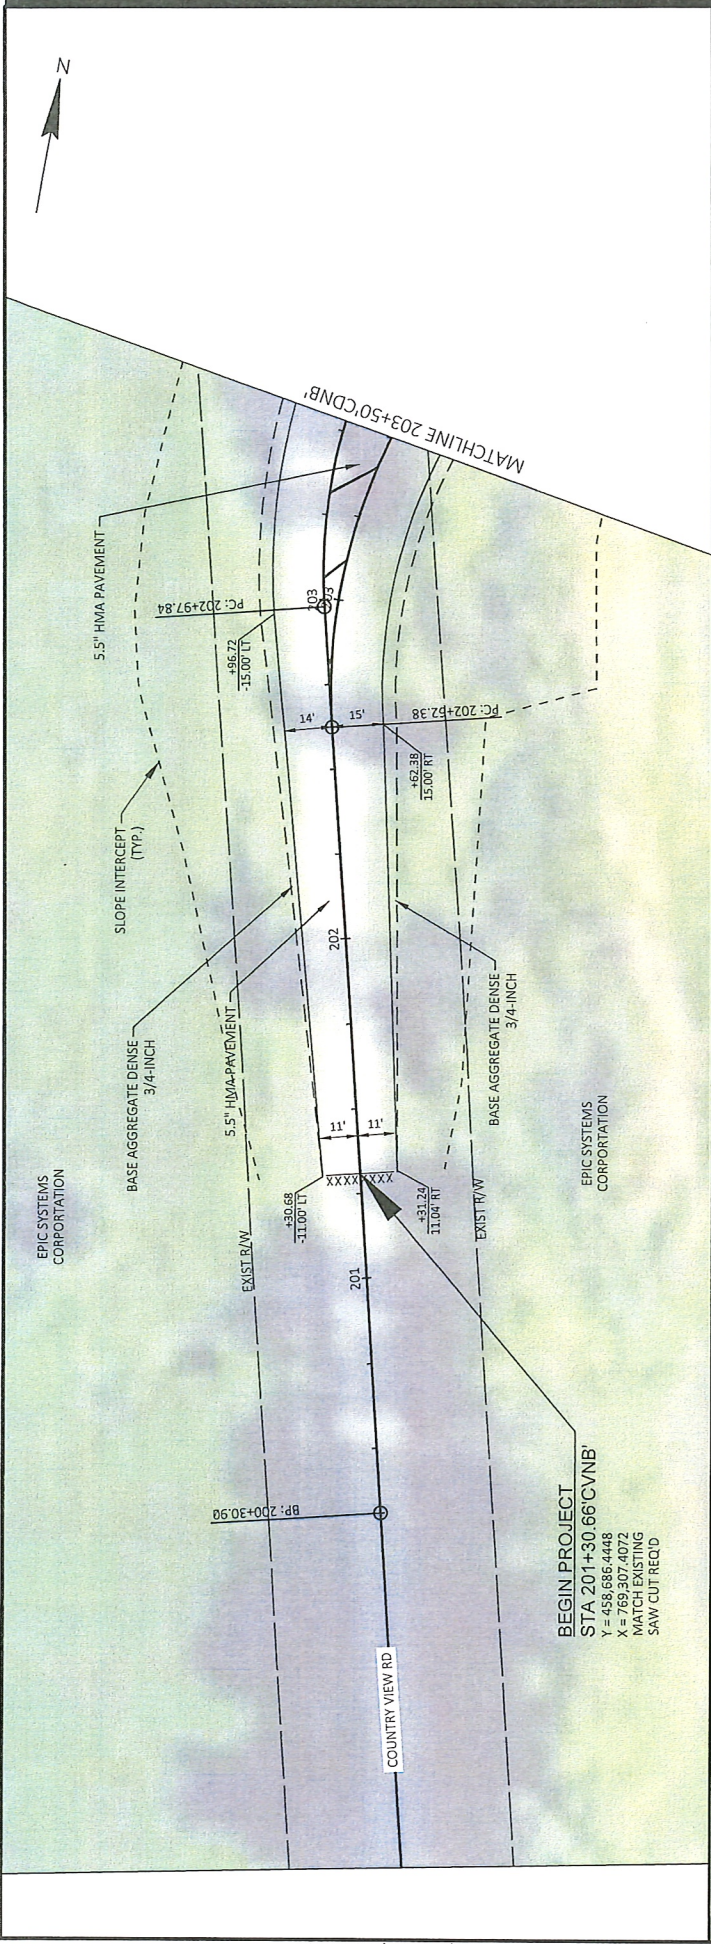 N
MATCHLINE 203+50'CDNB'
5.5" HMA PAVEMENT
PC: 202+97.84
203
203
+96.72
-15.00' LT
14'
15'
PC: 202+62.38
+62.38
15.00' RT
SLOPE INTERCEPT
(TYP.)
202
BASE AGGREGATE DENSE
3/4-INCH
5.5" HMA PAVEMENT
BASE AGGREGATE DENSE
3/4-INCH
11'
11'
EPIC SYSTEMS
CORPORTATION
EPIC SYSTEMS
CORPORTATION
+30.68
-11.00' LT
XXXXXXXX
+31.24
11.04' RT
EXIST R/W
EXIST R/W
201
BP: 200+30.90
COUNTRY VIEW RD
BEGIN PROJECT
STA 201+30.66'CVNB'
Y = 458,686.4448
X = 769,307.4072
MATCH EXISTING
SAW CUT REQ'D